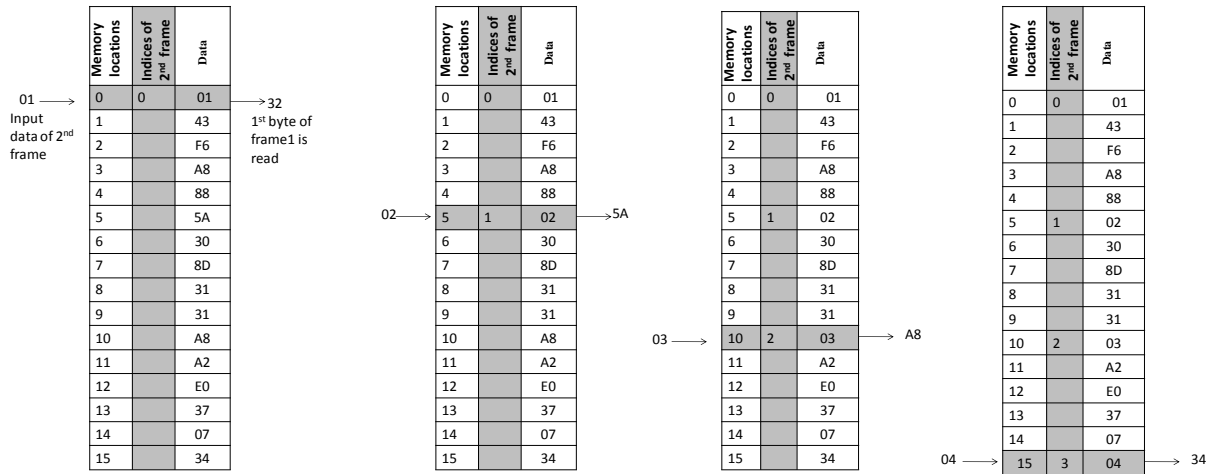 Memory locations Indices of 2nd frame Data
0 0 01
1 43
2 F6
3 A8
4 88
5 5A
6 30
7 8D
8 31
9 31
10 A8
11 A2
12 E0
13 37
14 07
15 34
01
Input
data of 2nd
frame
32
1st byte of
frame1 is
read
Memory locations Indices of 2nd frame Data
0 0 01
1 43
2 F6
3 A8
4 88
02 5 1 02 5A
6 30
7 8D
8 31
9 31
10 A8
11 A2
12 E0
13 37
14 07
15 34
Memory locations Indices of 2nd frame Data
0 0 01
1 43
2 F6
3 A8
4 88
5 1 02
6 30
7 8D
8 31
9 31
03 10 2 03 A8
11 A2
12 E0
13 37
14 07
15 34
Memory locations Indices of 2nd frame Data
0 0 01
1 43
2 F6
3 A8
4 88
5 1 02
6 30
7 8D
8 31
9 31
10 2 03
11 A2
12 E0
13 37
14 07
04 15 3 04 34